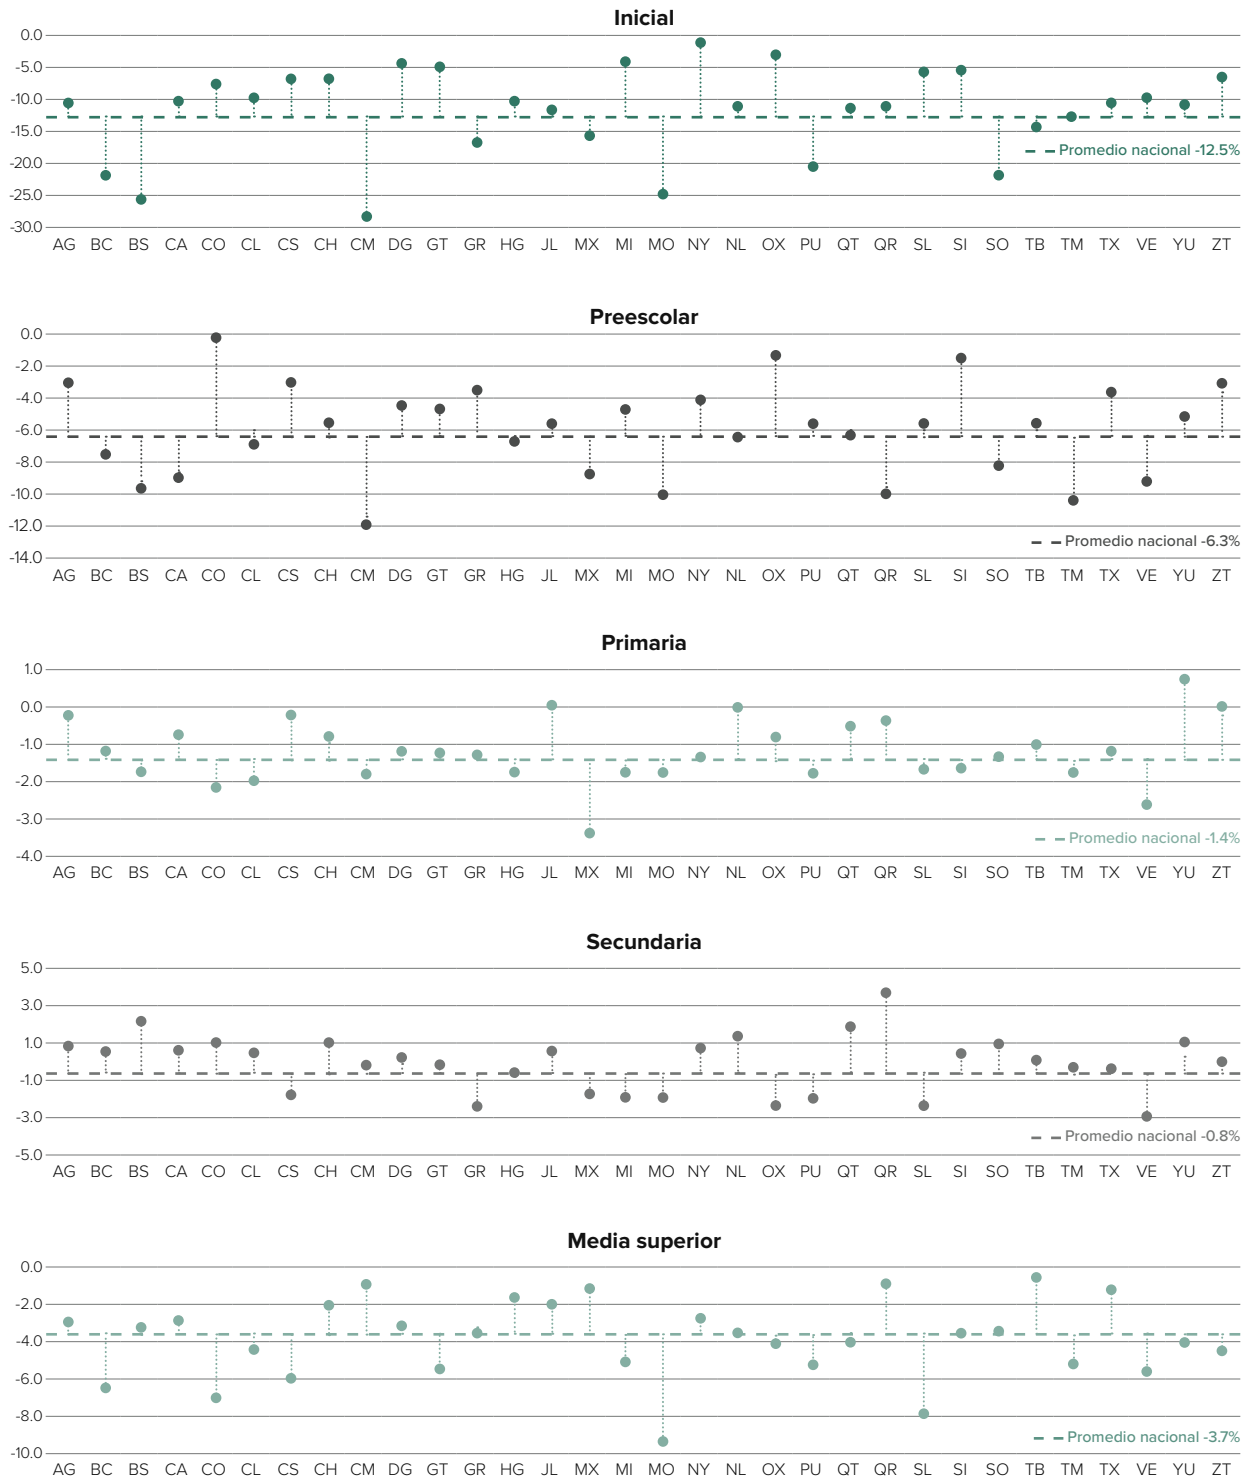 Inicial
0.0
-5.0
-10.0
-15.0
Promedio nacional -12.5%
-20.0
-25.0
-30.0
AG BC BS CA CO CL CS CH CM DG GT GR HG JL MX MI MO NY NL OX PU QT QR SL SI SO TB TM TX VE YU ZT
Preescolar
0.0
-2.0
-4.0
-6.0
-8.0
-10.0
-12.0
Promedio nacional -6.3%
-14.0
AG BC BS CA CO CL CS CH CM DG GT GR HG JL MX MI MO NY NL OX PU QT QR SL SI SO TB TM TX VE YU ZT
Primaria
1.0
0.0
-1.0
-2.0
-3.0
Promedio nacional -1.4%
-4.0
AG BC BS CA CO CL CS CH CM DG GT GR HG JL MX MI MO NY NL OX PU QT QR SL SI SO TB TM TX VE YU ZT
Secundaria
5.0
3.0
1.0
-1.0
-3.0
Promedio nacional -0.8%
-5.0
AG BC BS CA CO CL CS CH CM DG GT GR HG JL MX MI MO NY NL OX PU QT QR SL SI SO TB TM TX VE YU ZT
Media superior
0.0
-2.0
-4.0
-6.0
-8.0
Promedio nacional -3.7%
-10.0
AG BC BS CA CO CL CS CH CM DG GT GR HG JL MX MI MO NY NL OX PU QT QR SL SI SO TB TM TX VE YU ZT